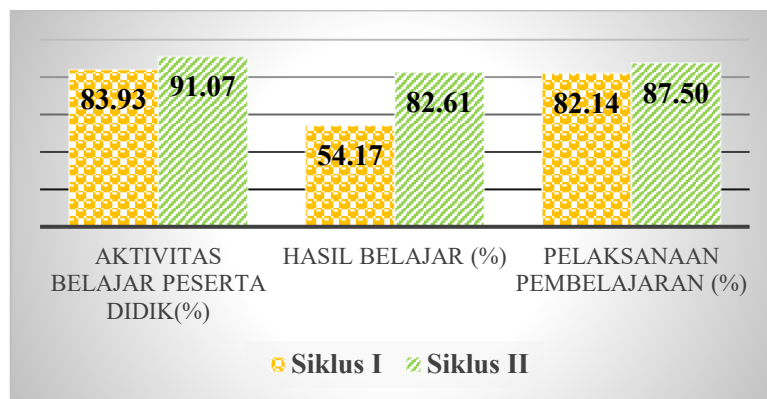 83.93
91.07
54.17
82.61
82.14
87.50
AKTIVITAS
BELAJAR PESERTA
DIDIK(%)
HASIL BELAJAR (%)
PELAKSANAAN
PEMBELAJARAN (%)
Siklus I
Siklus II